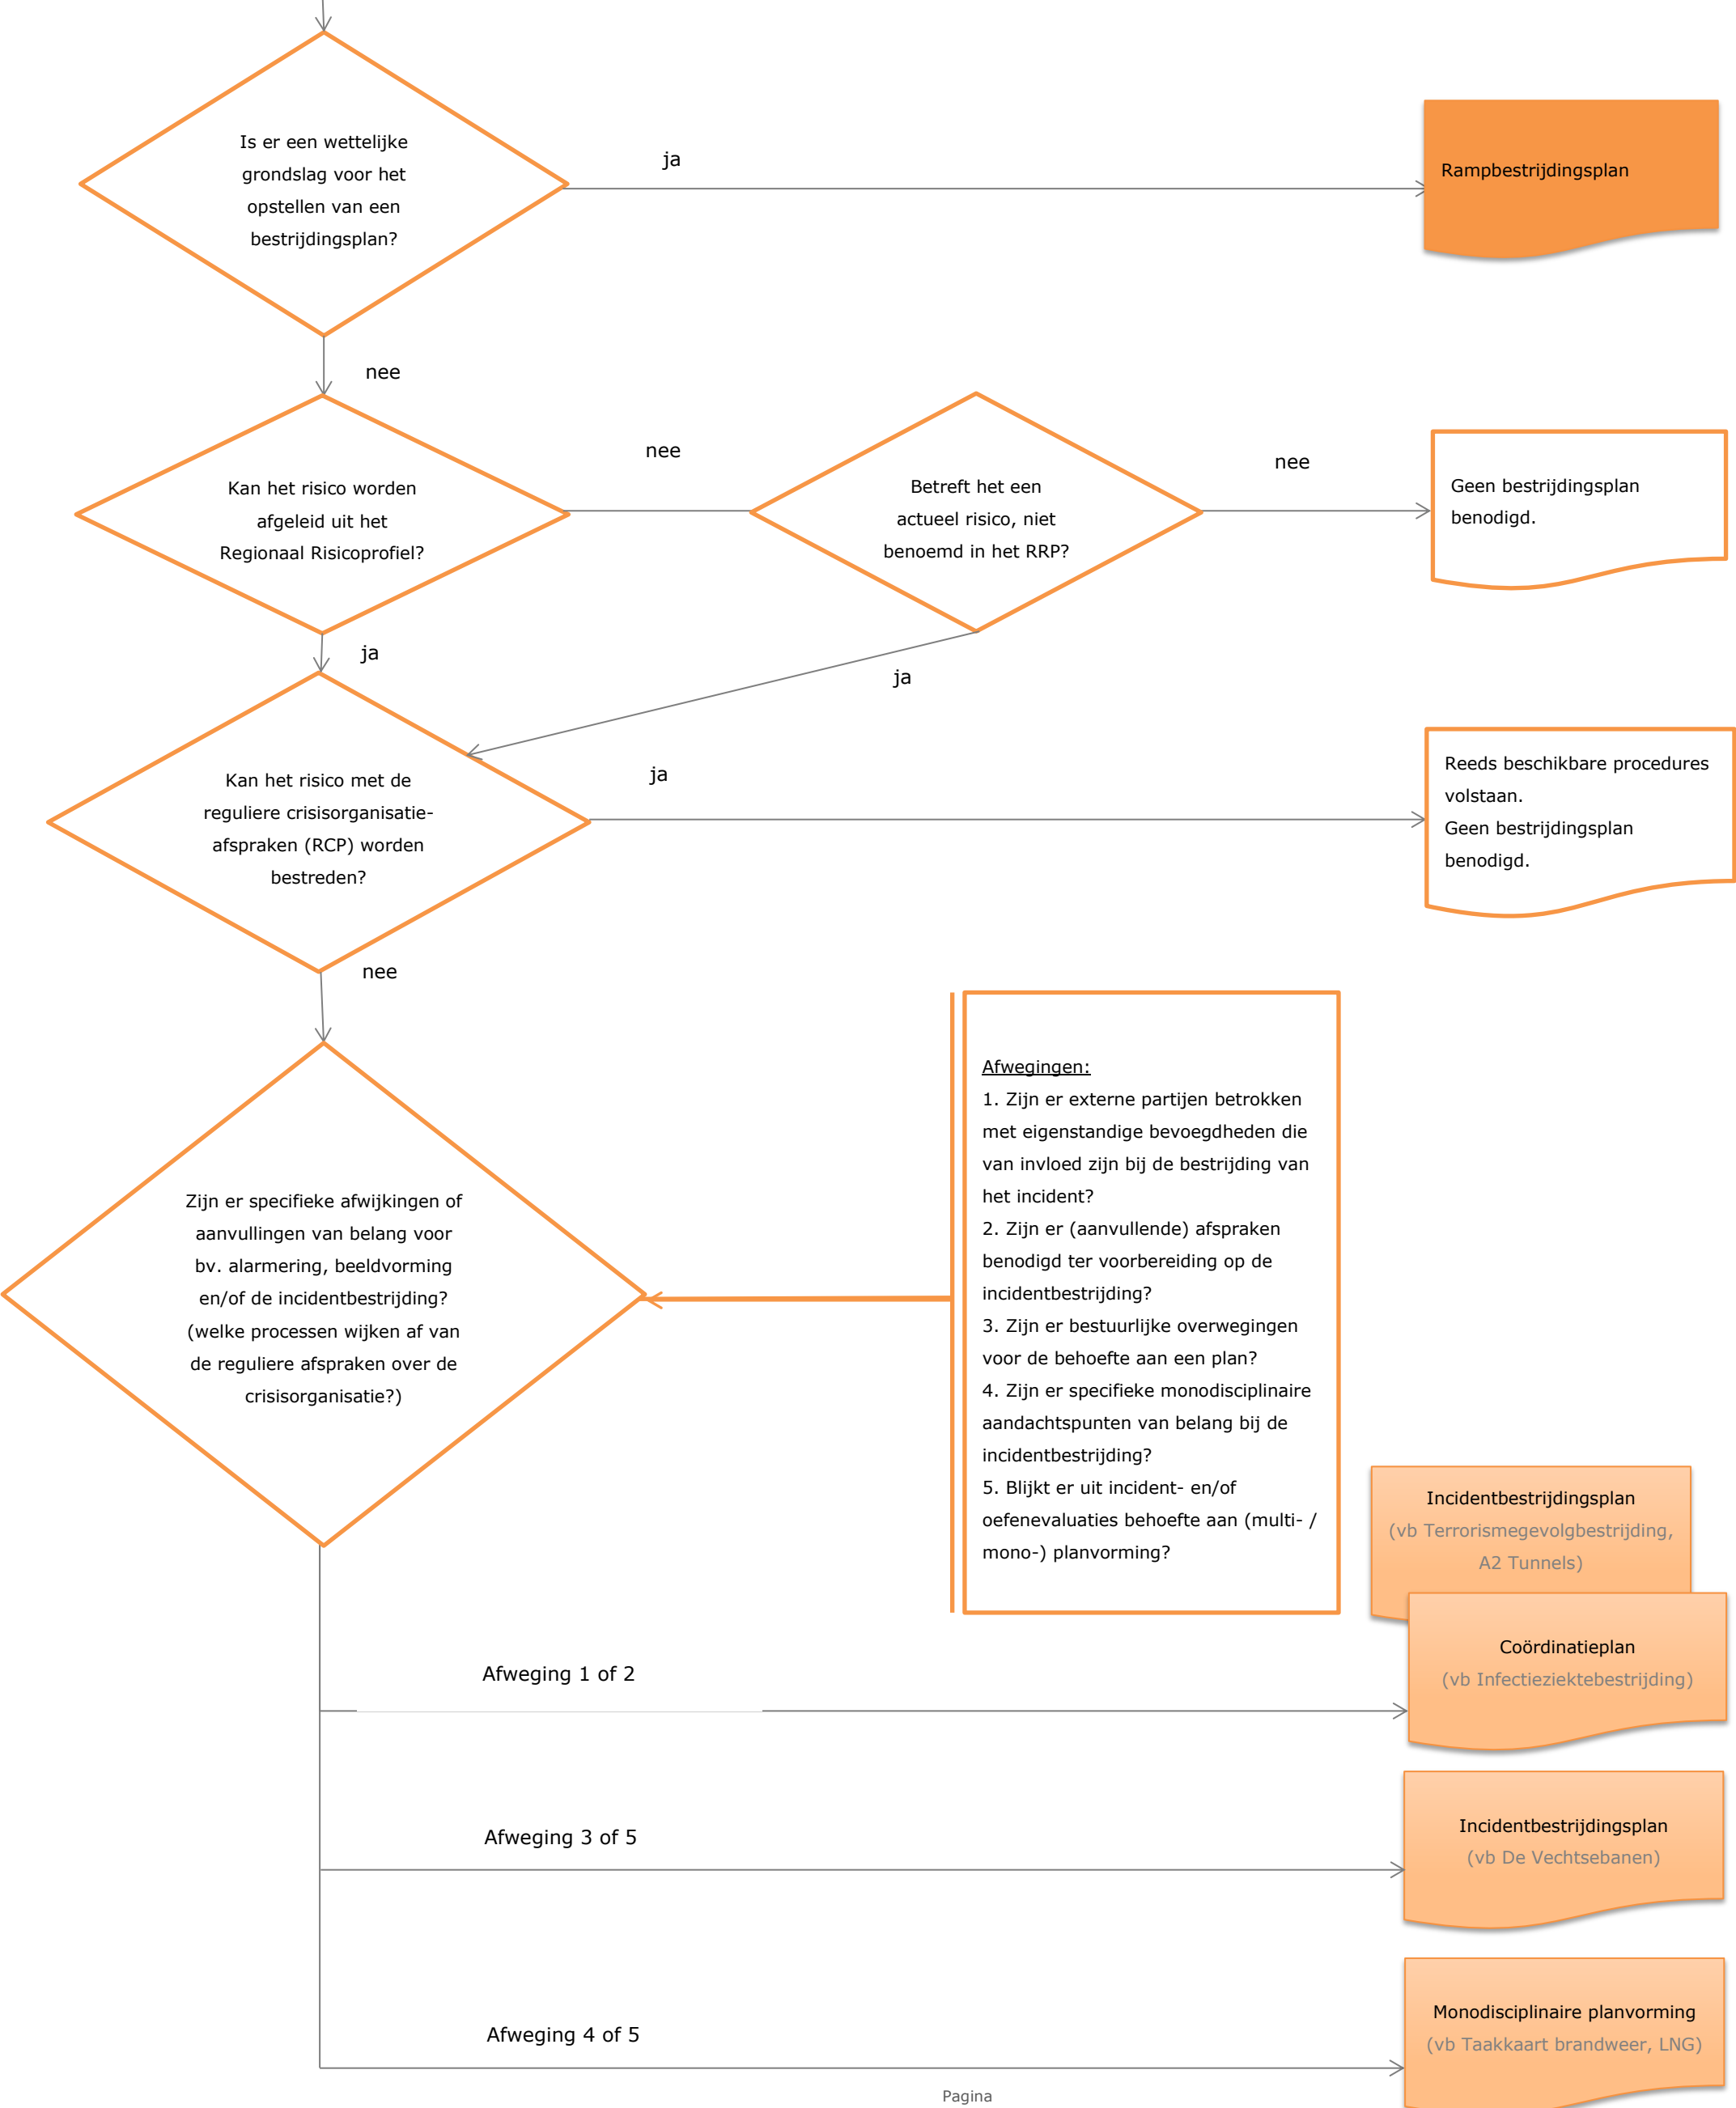 Is er een wettelijke
grondslag voor het
opstellen van een
bestrijdingsplan?
ja
Rampbestrijdingsplan
nee
Kan het risico worden
afgeleid uit het
Regionaal Risicoprofiel?
nee
Betreft het een
actueel risico, niet
benoemd in het RRP?
nee
Geen bestrijdingsplan
benodigd.
ja
ja
Kan het risico met de
reguliere crisisorganisatie-
afspraken (RCP) worden
bestreden?
ja
Reeds beschikbare procedures
volstaan.
Geen bestrijdingsplan
benodigd.
nee
Zijn er specifieke afwijkingen of
aanvullingen van belang voor
bv. alarmering, beeldvorming
en/of de incidentbestrijding?
(welke processen wijken af van
de reguliere afspraken over de
crisisorganisatie?)
Afwegingen:
1. Zijn er externe partijen betrokken
met eigenstandige bevoegdheden die
van invloed zijn bij de bestrijding van
het incident?
2. Zijn er (aanvullende) afspraken
benodigd ter voorbereiding op de
incidentbestrijding?
3. Zijn er bestuurlijke overwegingen
voor de behoefte aan een plan?
4. Zijn er specifieke monodisciplinaire
aandachtspunten van belang bij de
incidentbestrijding?
5. Blijkt er uit incident- en/of
oefenevaluaties behoefte aan (multi- /
mono-) planvorming?
Incidentbestrijdingsplan
(vb Terrorismegevolgbestrijding,
A2 Tunnels)
Afweging 1 of 2
Coördinatieplan
(vb Infectieziektebestrijding)
Afweging 3 of 5
Incidentbestrijdingsplan
(vb De Vechtsebanen)
Afweging 4 of 5
Monodisciplinaire planvorming
(vb Taakkaart brandweer, LNG)
Pagina